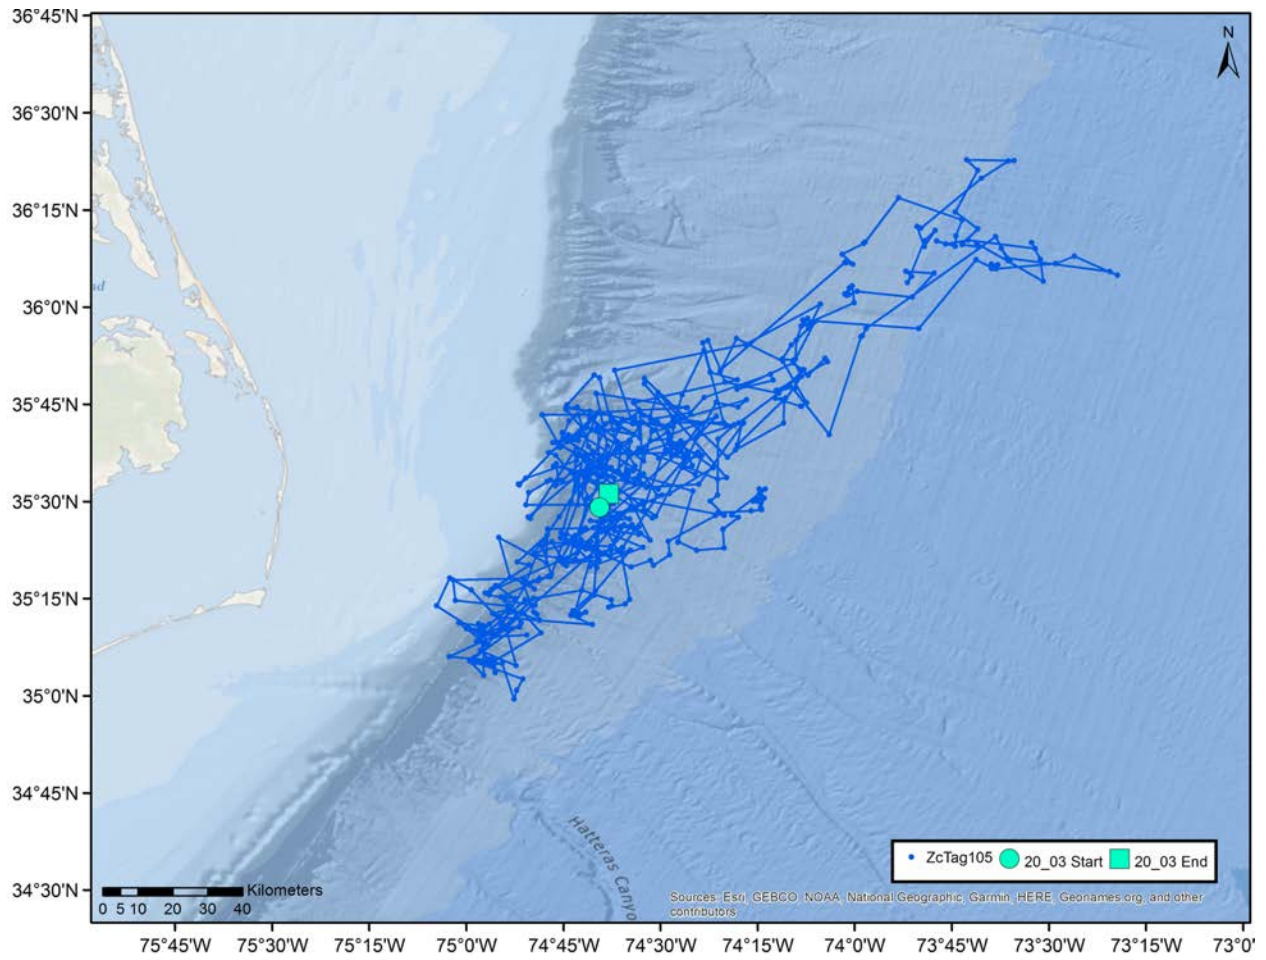 36°45'N
36°30'N
36°15'N
36°0'N
35°45'N
35°30'N
35°15'N
35°0'N
34°45'N
34°30'N
N
Hatteras Canyo
ZcTag105 20_03 Start 20_03 End
Kilometers
0 5 10 20 30 40
Sources: Esri, GEBCO, NOAA, National Geographic, Garmin, HERE, Geonames.org, and other
contributors
75°45'W 75°30'W 75°15'W 75°0'W 74°45'W 74°30'W 74°15'W 74°0'W 73°45'W 73°30'W 73°15'W 73°0'